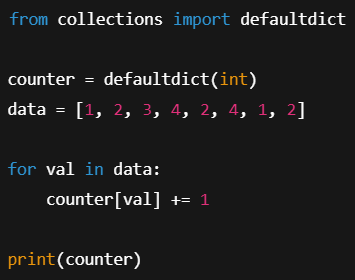 from collections import defaultdict

counter = defaultdict(int)
data = [1, 2, 3, 4, 2, 4, 1, 2]

for val in data:
    counter[val] += 1

print(counter)